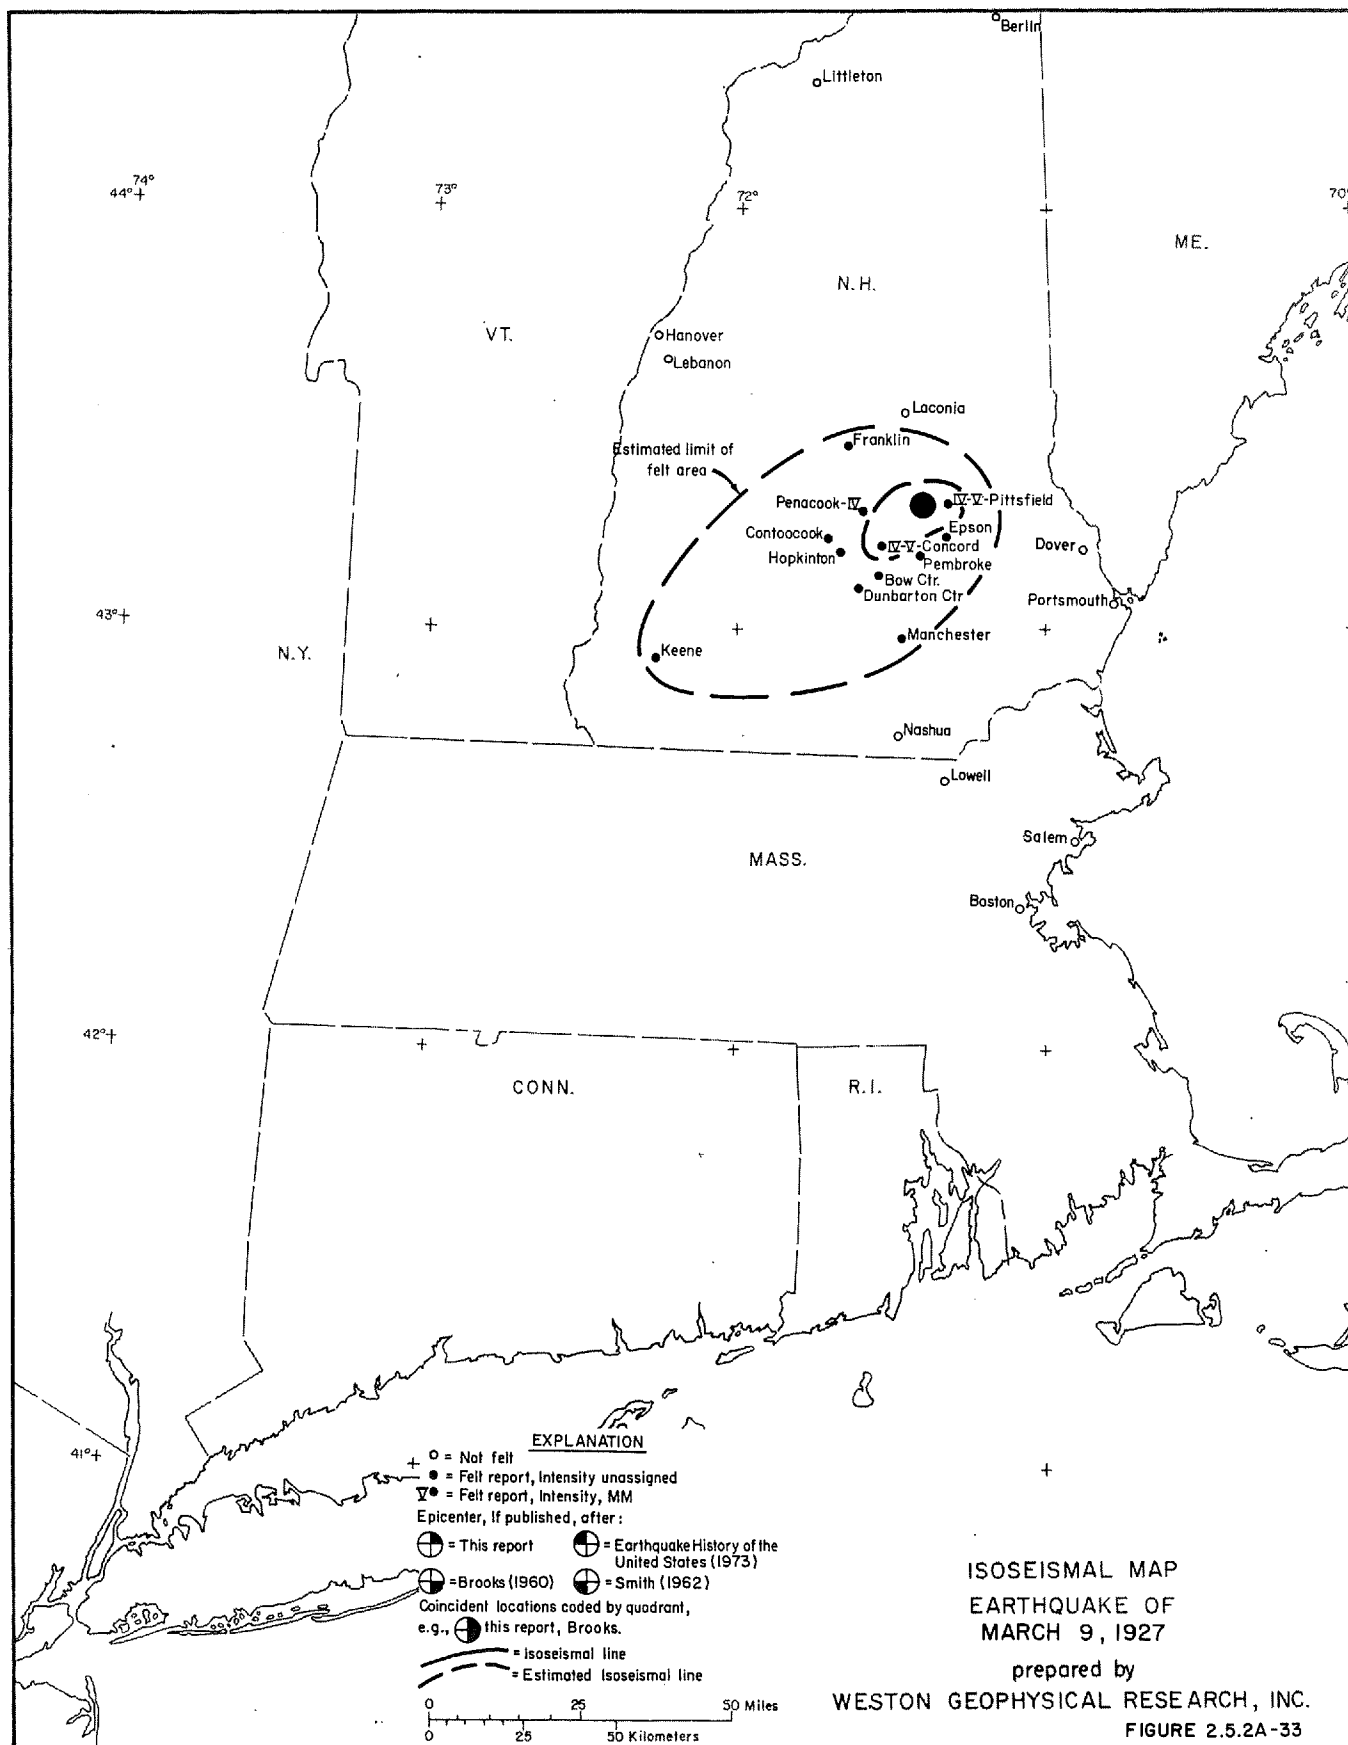 Berlin
Littleton
74°
44°
73°
72°
70°
ME.
N.H.
VT.
Hanover
Lebanon
Laconia
Franklin
Estimated limit of
felt area
Penacook-IV
IV-V-Pittsfield
Epson
Contoocook
IV-V-Concord
Dover
Hopkinton
Pembroke
Bow Ctr.
Dunbarton Ctr
Portsmouth
43°
Manchester
N.Y.
Keene
Nashua
Lowell
Salem
MASS.
Boston
42°
CONN.
R.I.
41°
EXPLANATION
= Not felt
= Felt report, Intensity unassigned
V = Felt report, Intensity, MM
Epicenter, If published, after:
= This report
= Earthquake History of the
United States (1973)
= Brooks (1960)
= Smith (1962)
Coincident locations coded by quadrant,
e.g., this report, Brooks.
= Isoseismal line
= Estimated Isoseismal line
0 25 50 Miles
0 25 50 Kilometers
ISOSEISMAL MAP
EARTHQUAKE OF
MARCH 9, 1927
prepared by
WESTON GEOPHYSICAL RESEARCH, INC.
FIGURE 2.5.2A-33